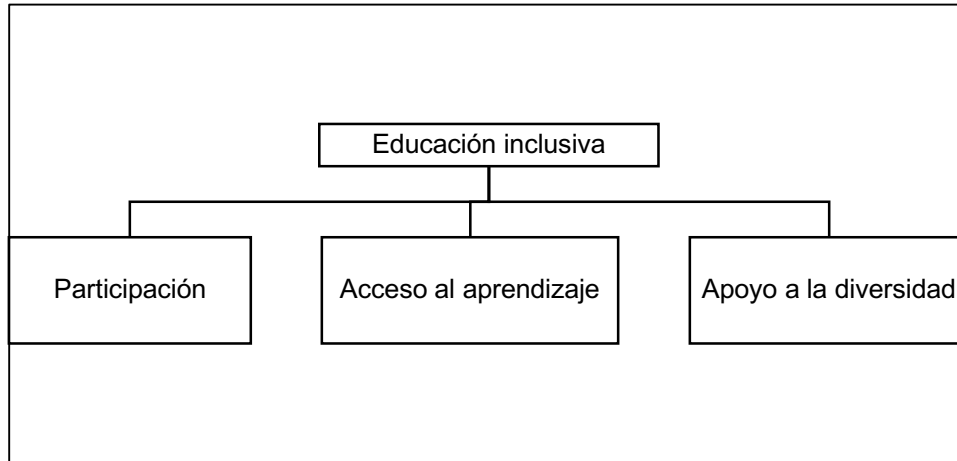 Educación inclusiva
Participación
Acceso al aprendizaje
Apoyo a la diversidad